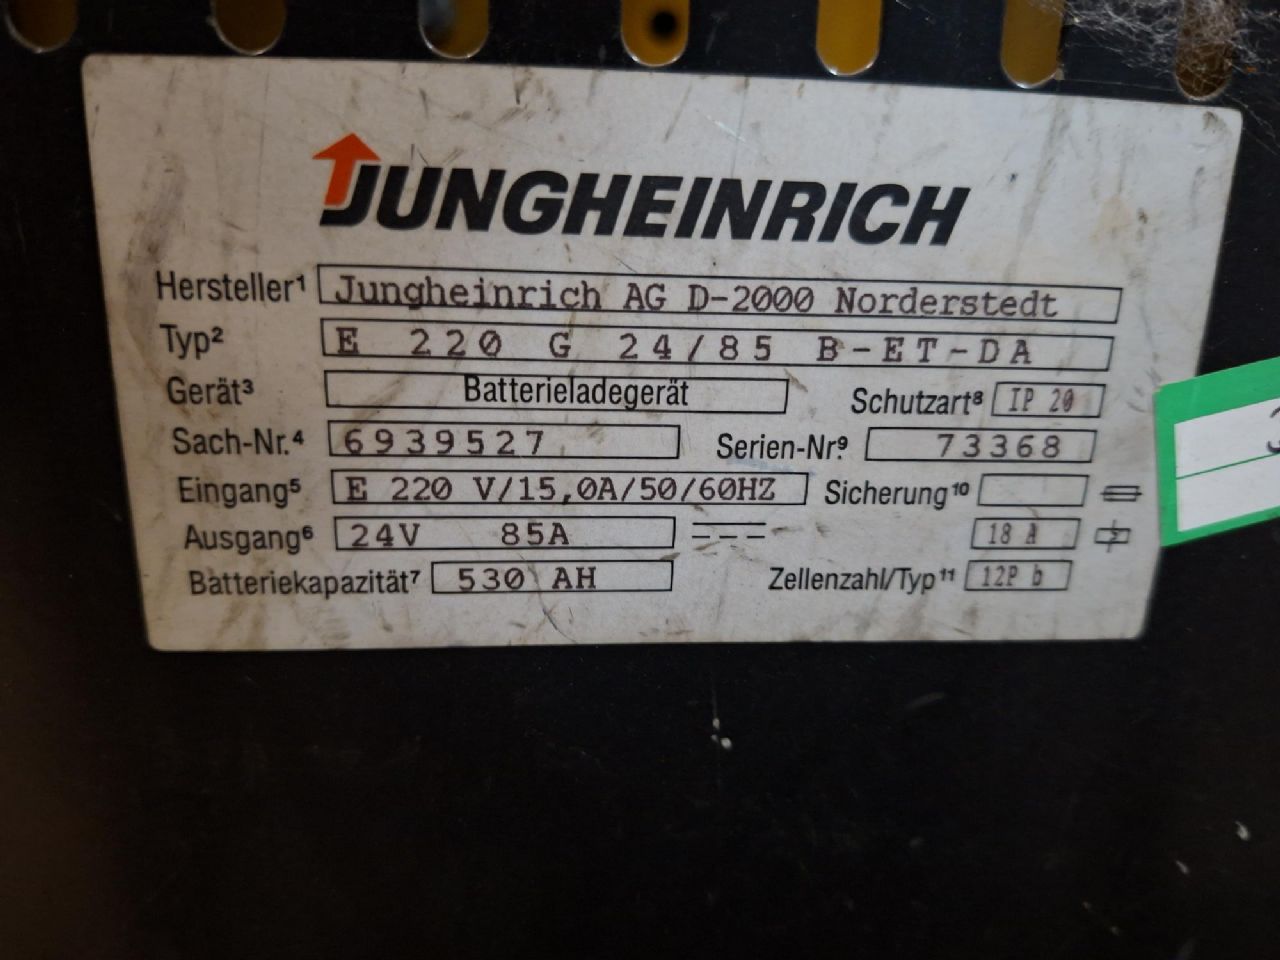 JUNGHEINRICH
Hersteller¹ Jungheinrich AG D-2000 Norderstedt
Typ² E 220 G 24/85 B-ET-DA
Gerät³ Batterieladegerät Schutzart⁸ IP 20
Sach-Nr.⁴ 6939527 Serien-Nr.⁹ 73368
Eingang⁵ E 220 V/15,0A/50/60HZ Sicherung¹⁰
Ausgang⁶ 24V 85A 18 A
Batteriekapazität⁷ 530 AH Zellenzahl/Typ¹¹ 12P b